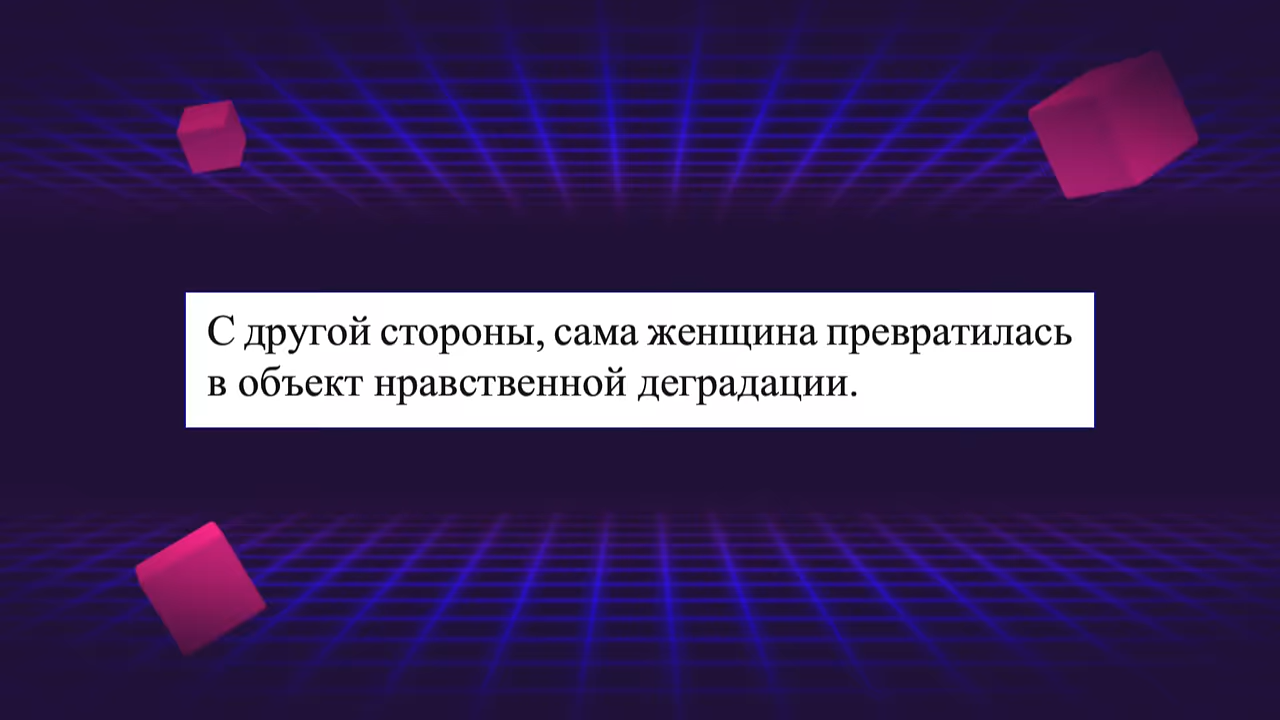 С другой стороны, сама женщина превратилась
в объект нравственной деградации.